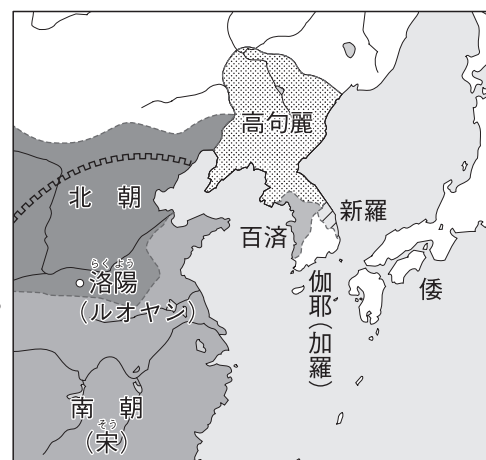 高句麗
北朝
新羅
百済
らくよう
洛陽
(ルオヤン)
倭
伽耶(加羅)
南朝
そう
(宋)